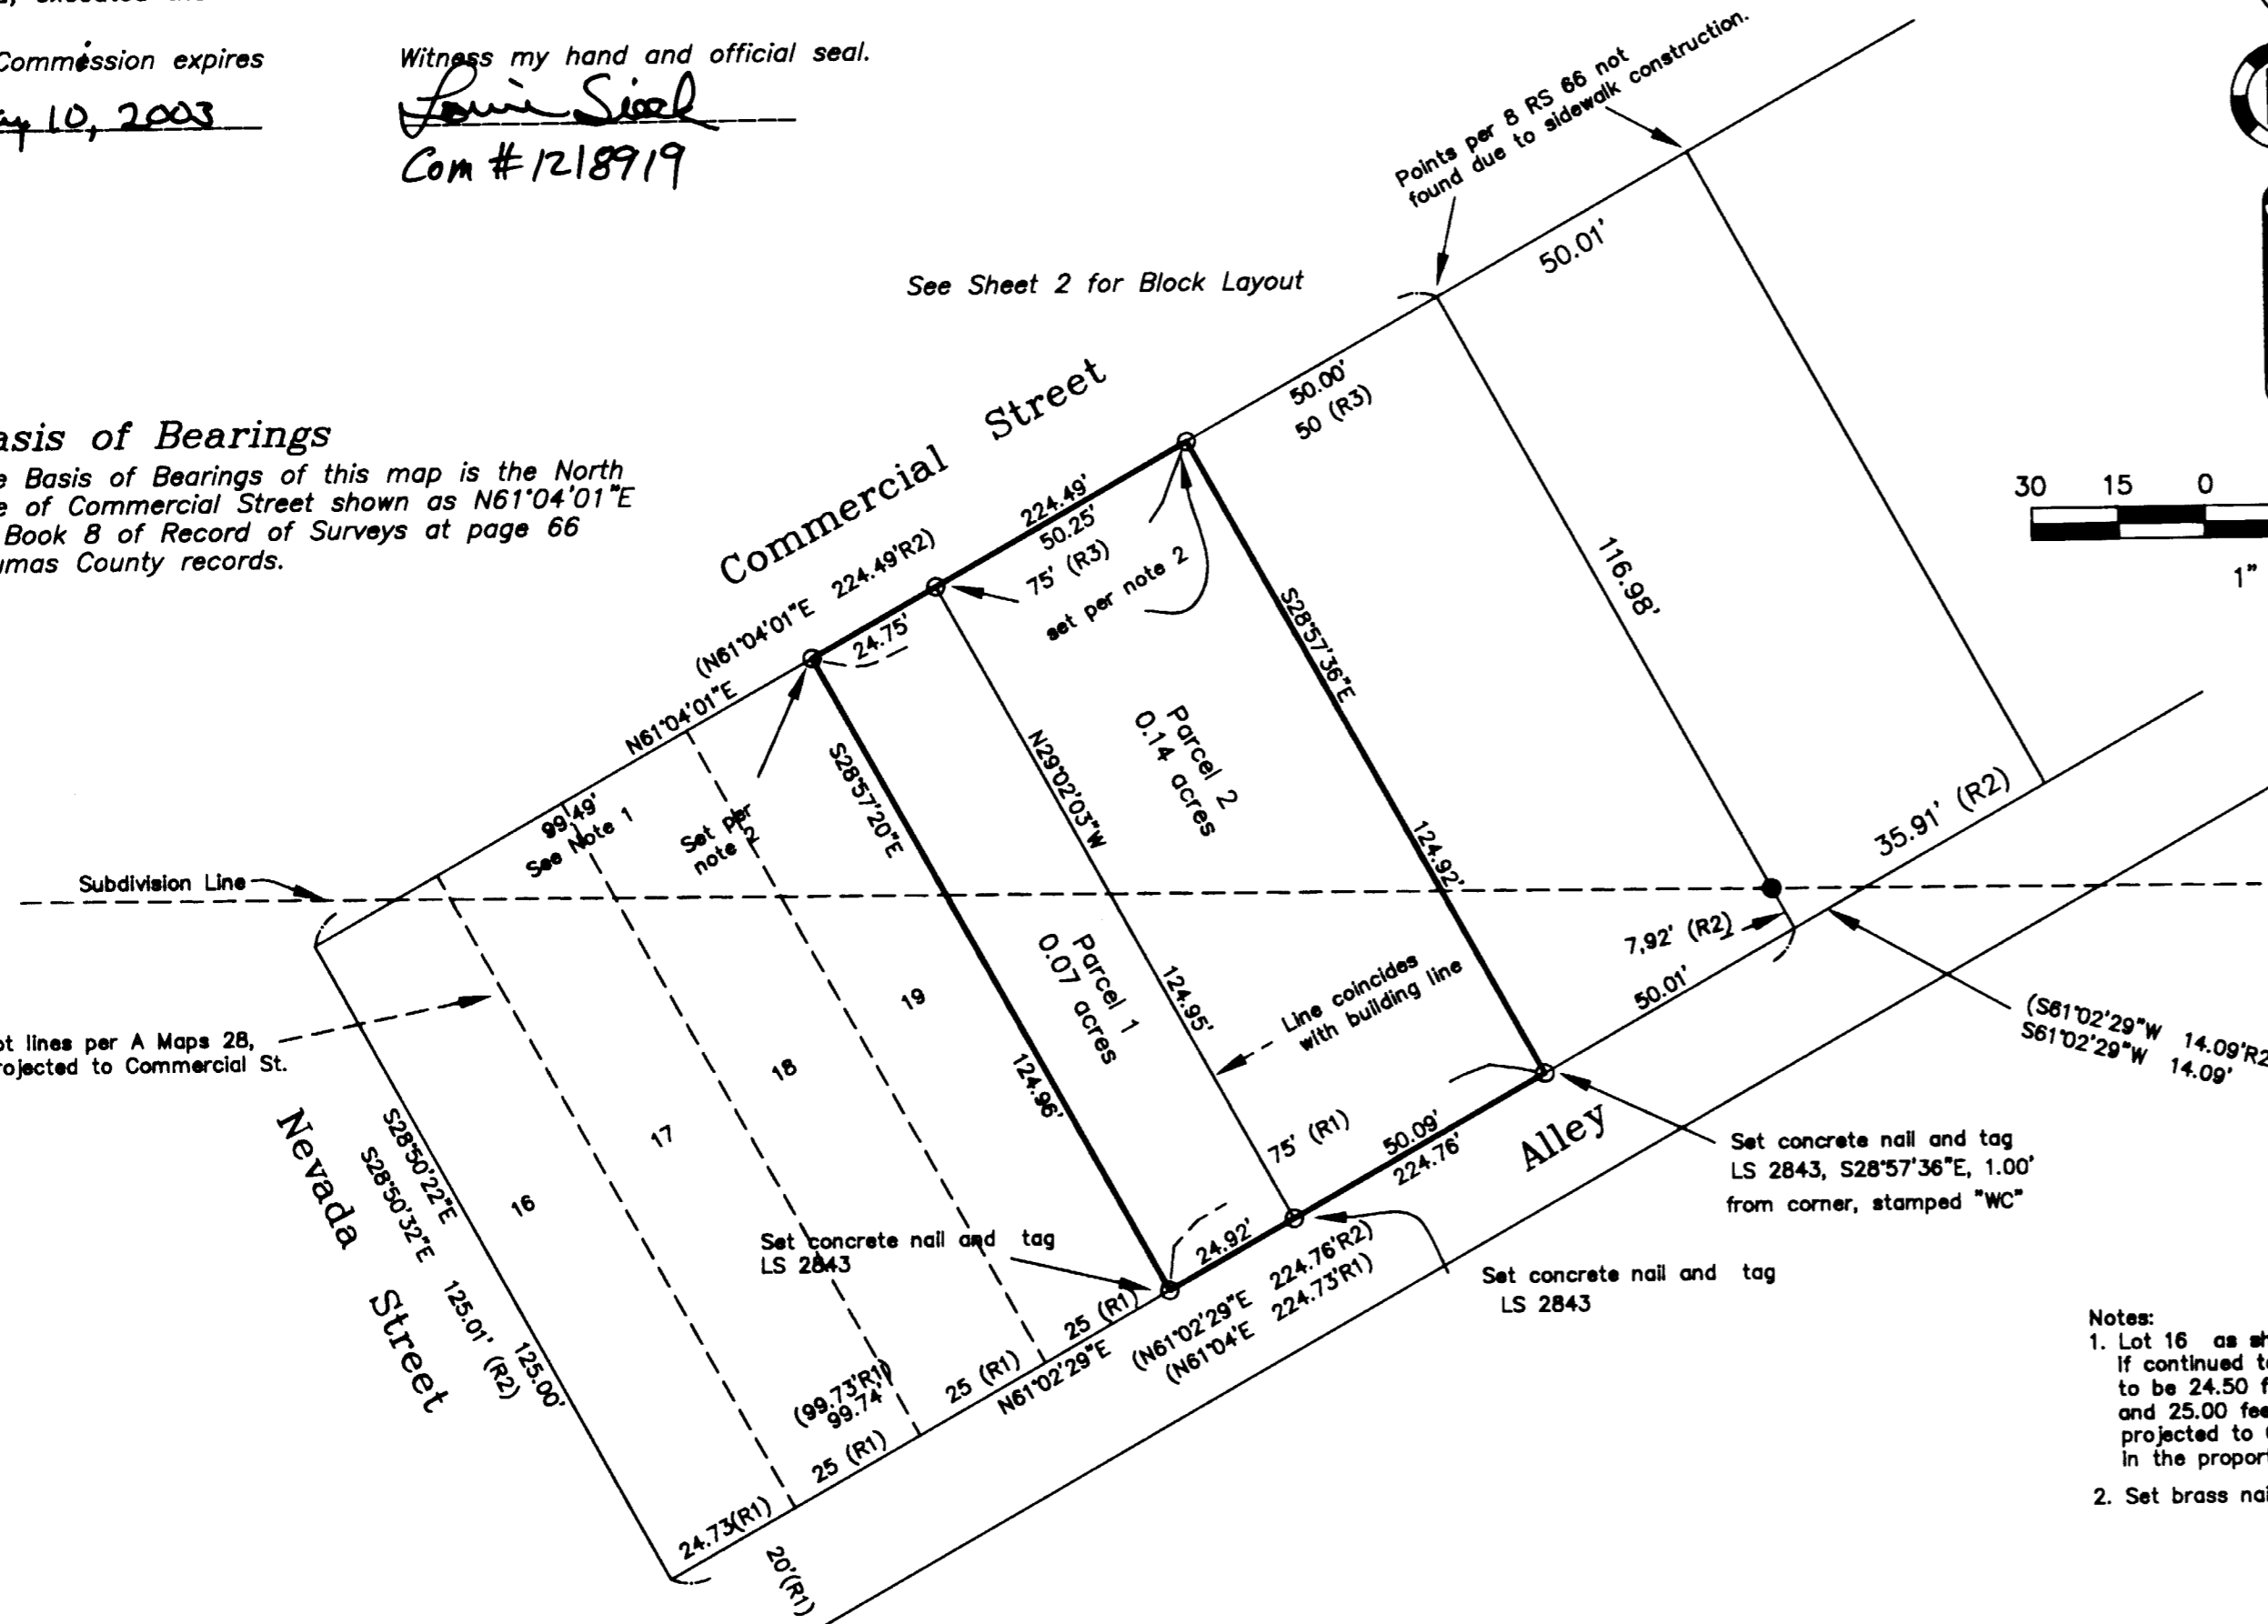 Commission expires
10, 2003
Witness my hand and official seal.
Com # 1218919
Points per 8 RS 66 not
found due to sidewalk construction.
50.01'
See Sheet 2 for Block Layout
50.00'
50 (R3)
Commercial Street
of Bearings
Basis of Bearings of this map is the North
of Commercial Street shown as N61°04'01"E
Book 8 of Record of Surveys at page 66
County records.
30 15 0
1"
224.49'
50.25'
75' (R3)
set per note 2
(N61°04'01"E 224.49'R2)
24.75'
N61°04'01"E
116.98'
S28°57'36"E
124.92'
Parcel 2
0.14 acres
N29°02'03"W
124.95'
S28°57'20"E
124.96'
99.49'
See Note 1
Set per
note 2
Subdivision Line
35.91' (R2)
7,92' (R2)
50.01'
(S61°02'29"W 14.09'R2
S61°02'29"W 14.09'
Parcel 1
0.07 acres
Line coincides
with building line
19
18
17
16
lines per A Maps 28,
to Commercial St.
Nevada Street
S28°50'22"E 125.00'
S28°50'32"E 125.01' (R2)
75' (R1)
50.09'
224.76'
Alley
Set concrete nail and tag
LS 2843, S28°57'36"E, 1.00'
from corner, stamped "WC"
Set concrete nail and tag
LS 2843
24.92'
Set concrete nail and tag
LS 2843
25 (R1)
N61°02'29"E
(N61°02'29"E 224.76'R2)
(N61°04'E 224.73'R1)
25 (R1)
(99.73'R1)
99.74'
25 (R1)
24.73(R1)
20'(R1)
Notes:
1. Lot 16 as
If continued
to be 24.50
and 25.00
projected to
in the
2. Set brass